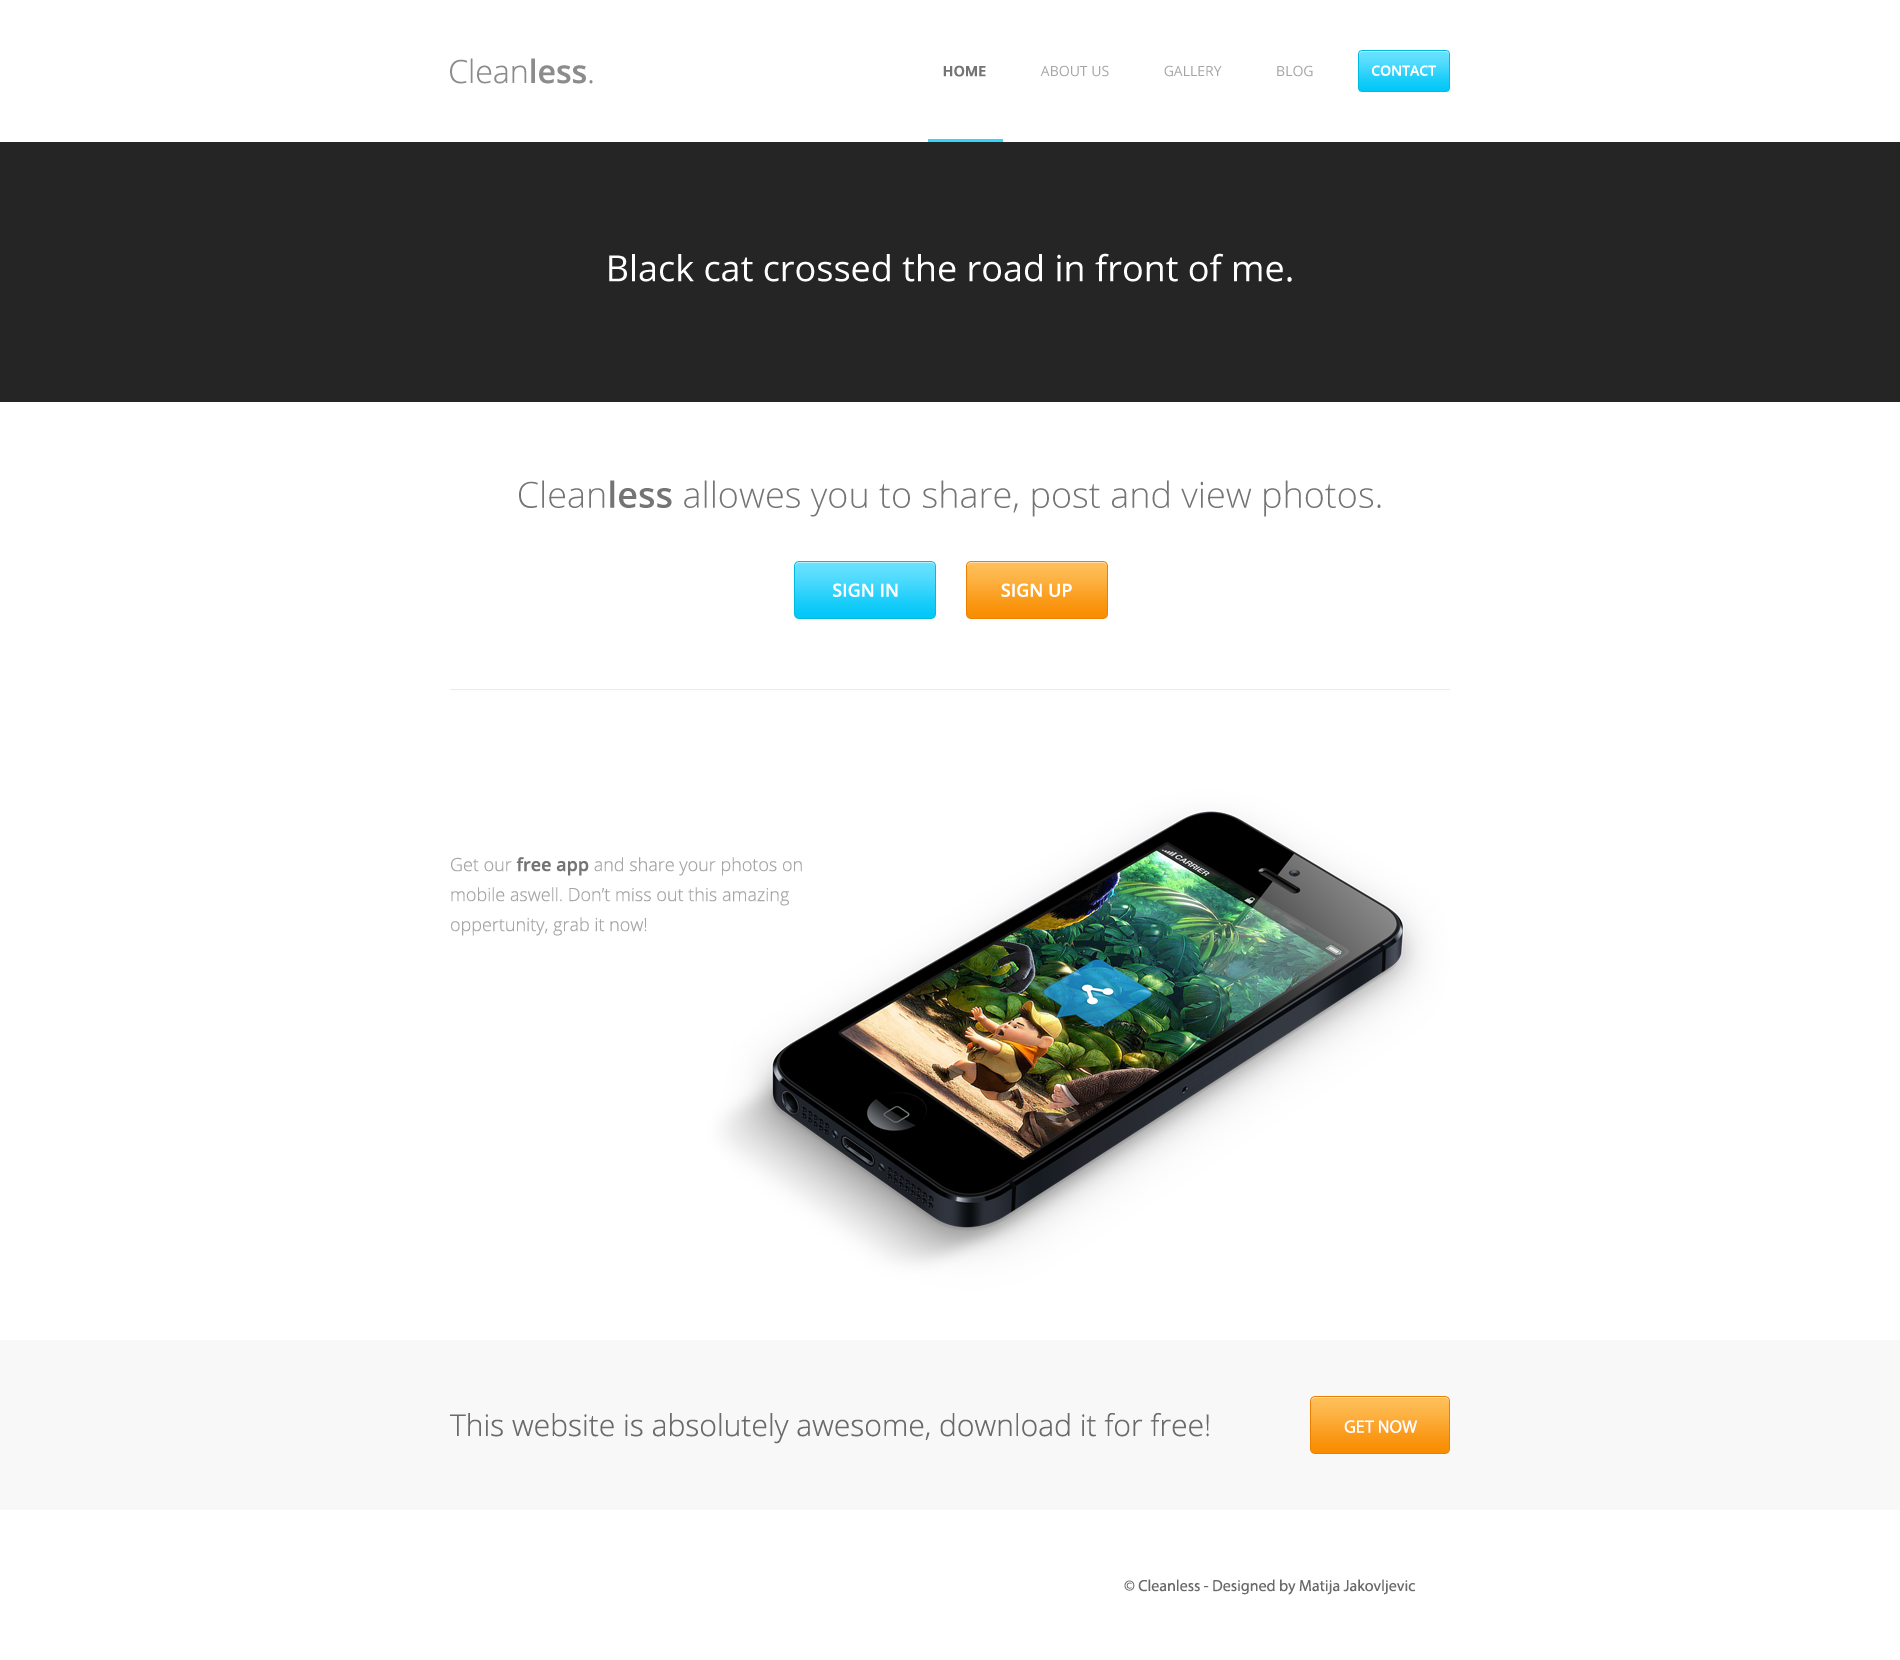 Cleanless.
HOME
ABOUT US
GALLERY
BLOG
CONTACT
Black cat crossed the road in front of me.
Cleanless allowes you to share, post and view photos.
SIGN IN
SIGN UP
CARRIER
Get our free app and share your photos on
mobile aswell. Don’t miss out this amazing
oppertunity, grab it now!
This website is absolutely awesome, download it for free!
GET NOW
© Cleanless - Designed by Matija Jakovljevic